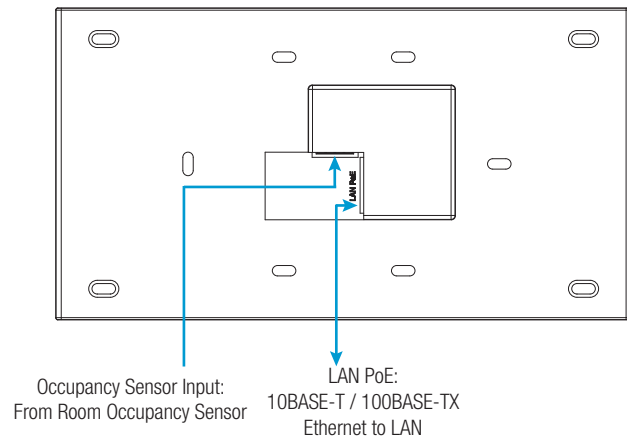 LAN PoE
Occupancy Sensor Input:
From Room Occupancy Sensor
LAN PoE:
10BASE-T / 100BASE-TX
Ethernet to LAN